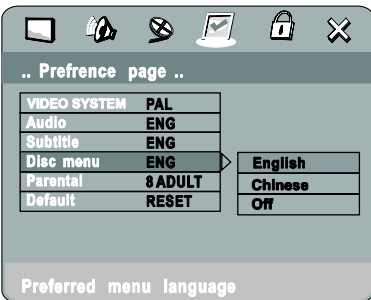 .. Prefrence page ..
VIDEO SYSTEM PAL
Audio ENG
Subtitle ENG
Disc menu ENG
Parental 8 ADULT
Default RESET
English
Chinese
Off
Preferred menu language